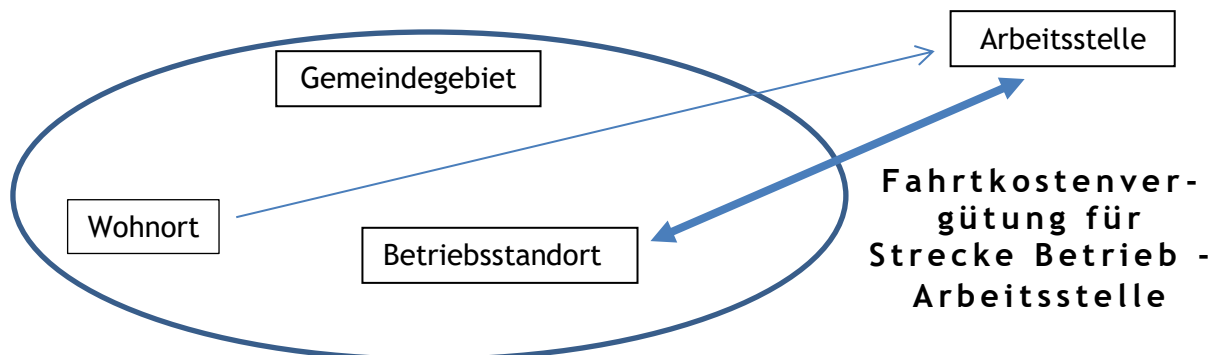 Arbeitsstelle
Gemeindegebiet
Wohnort
Betriebsstandort
Fahrtkostenver-
gütung für
Strecke Betrieb -
Arbeitsstelle